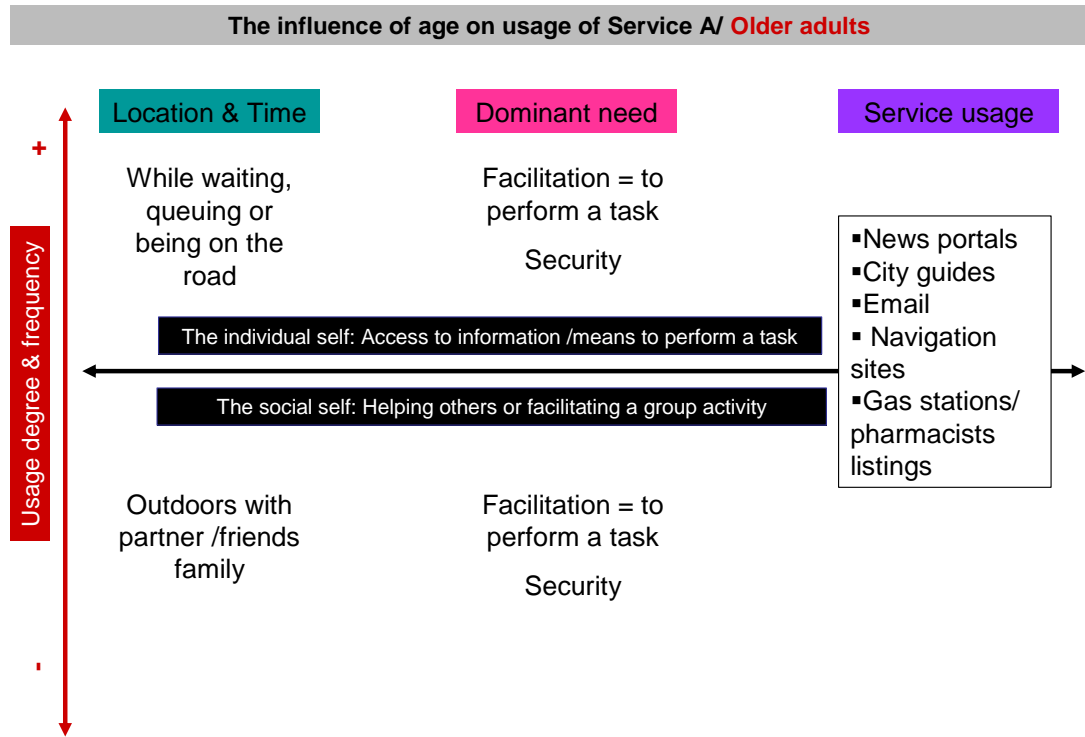 The influence of age on usage of Service A/ Older adults
Location & Time
Dominant need
Service usage
+
Usage degree & frequency
-
While waiting,
queuing or
being on the
road
Facilitation = to
perform a task
Security
▪News portals
▪City guides
▪Email
▪ Navigation
sites
▪Gas stations/
pharmacists
listings
The individual self: Access to information /means to perform a task
The social self: Helping others or facilitating a group activity
Outdoors with
partner /friends
family
Facilitation = to
perform a task
Security